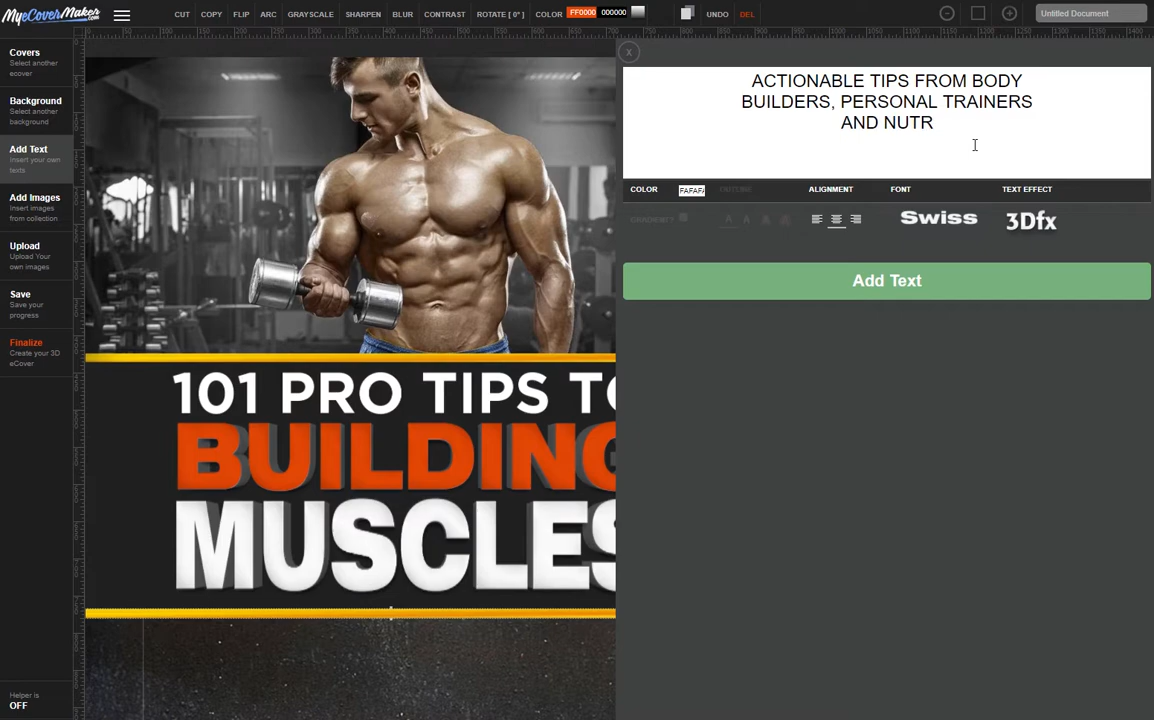 MyeCoverMaker.com
CUT COPY FLIP ARC GRAYSCALE SHARPEN BLUR CONTRAST ROTATE [ 0° ] COLOR FF0000 000000 UNDO DEL
Untitled Document
Covers
Select another
ecover
Background
Select another
background
Add Text
Insert your own
texts
Add Images
Insert images
from collection
Upload
Upload Your
own images
Save
Save your
progress
Finalize
Create your 3D
eCover
Helper is
OFF
101 PRO TIPS TO
BUILDING
MUSCLES
X
ACTIONABLE TIPS FROM BODY
BUILDERS, PERSONAL TRAINERS
AND NUTR
COLOR FAFAFA OUTLINE ALIGNMENT FONT TEXT EFFECT
GRADIENT? A A A A Swiss 3Dfx
Add Text